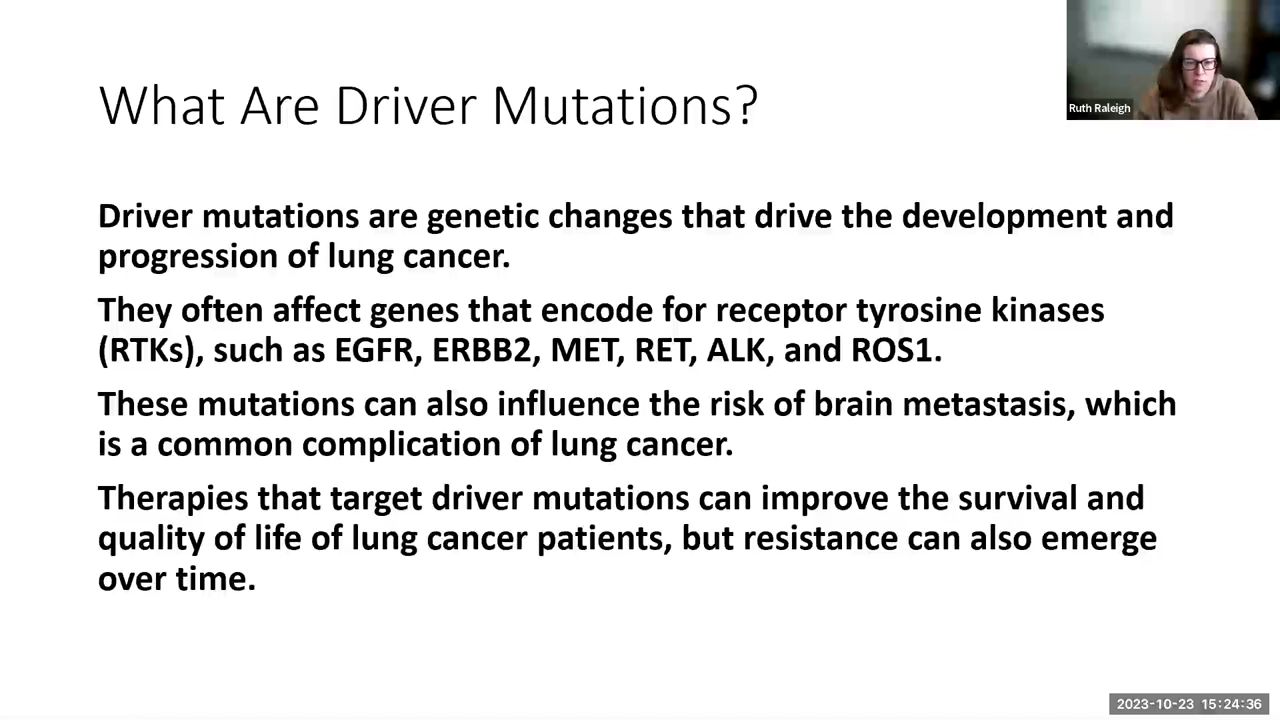 What Are Driver Mutations?
Ruth Raleigh
Driver mutations are genetic changes that drive the development and
progression of lung cancer.
They often affect genes that encode for receptor tyrosine kinases
(RTKs), such as EGFR, ERBB2, MET, RET, ALK, and ROS1.
These mutations can also influence the risk of brain metastasis, which
is a common complication of lung cancer.
Therapies that target driver mutations can improve the survival and
quality of life of lung cancer patients, but resistance can also emerge
over time.
2023-10-23 15:24:36